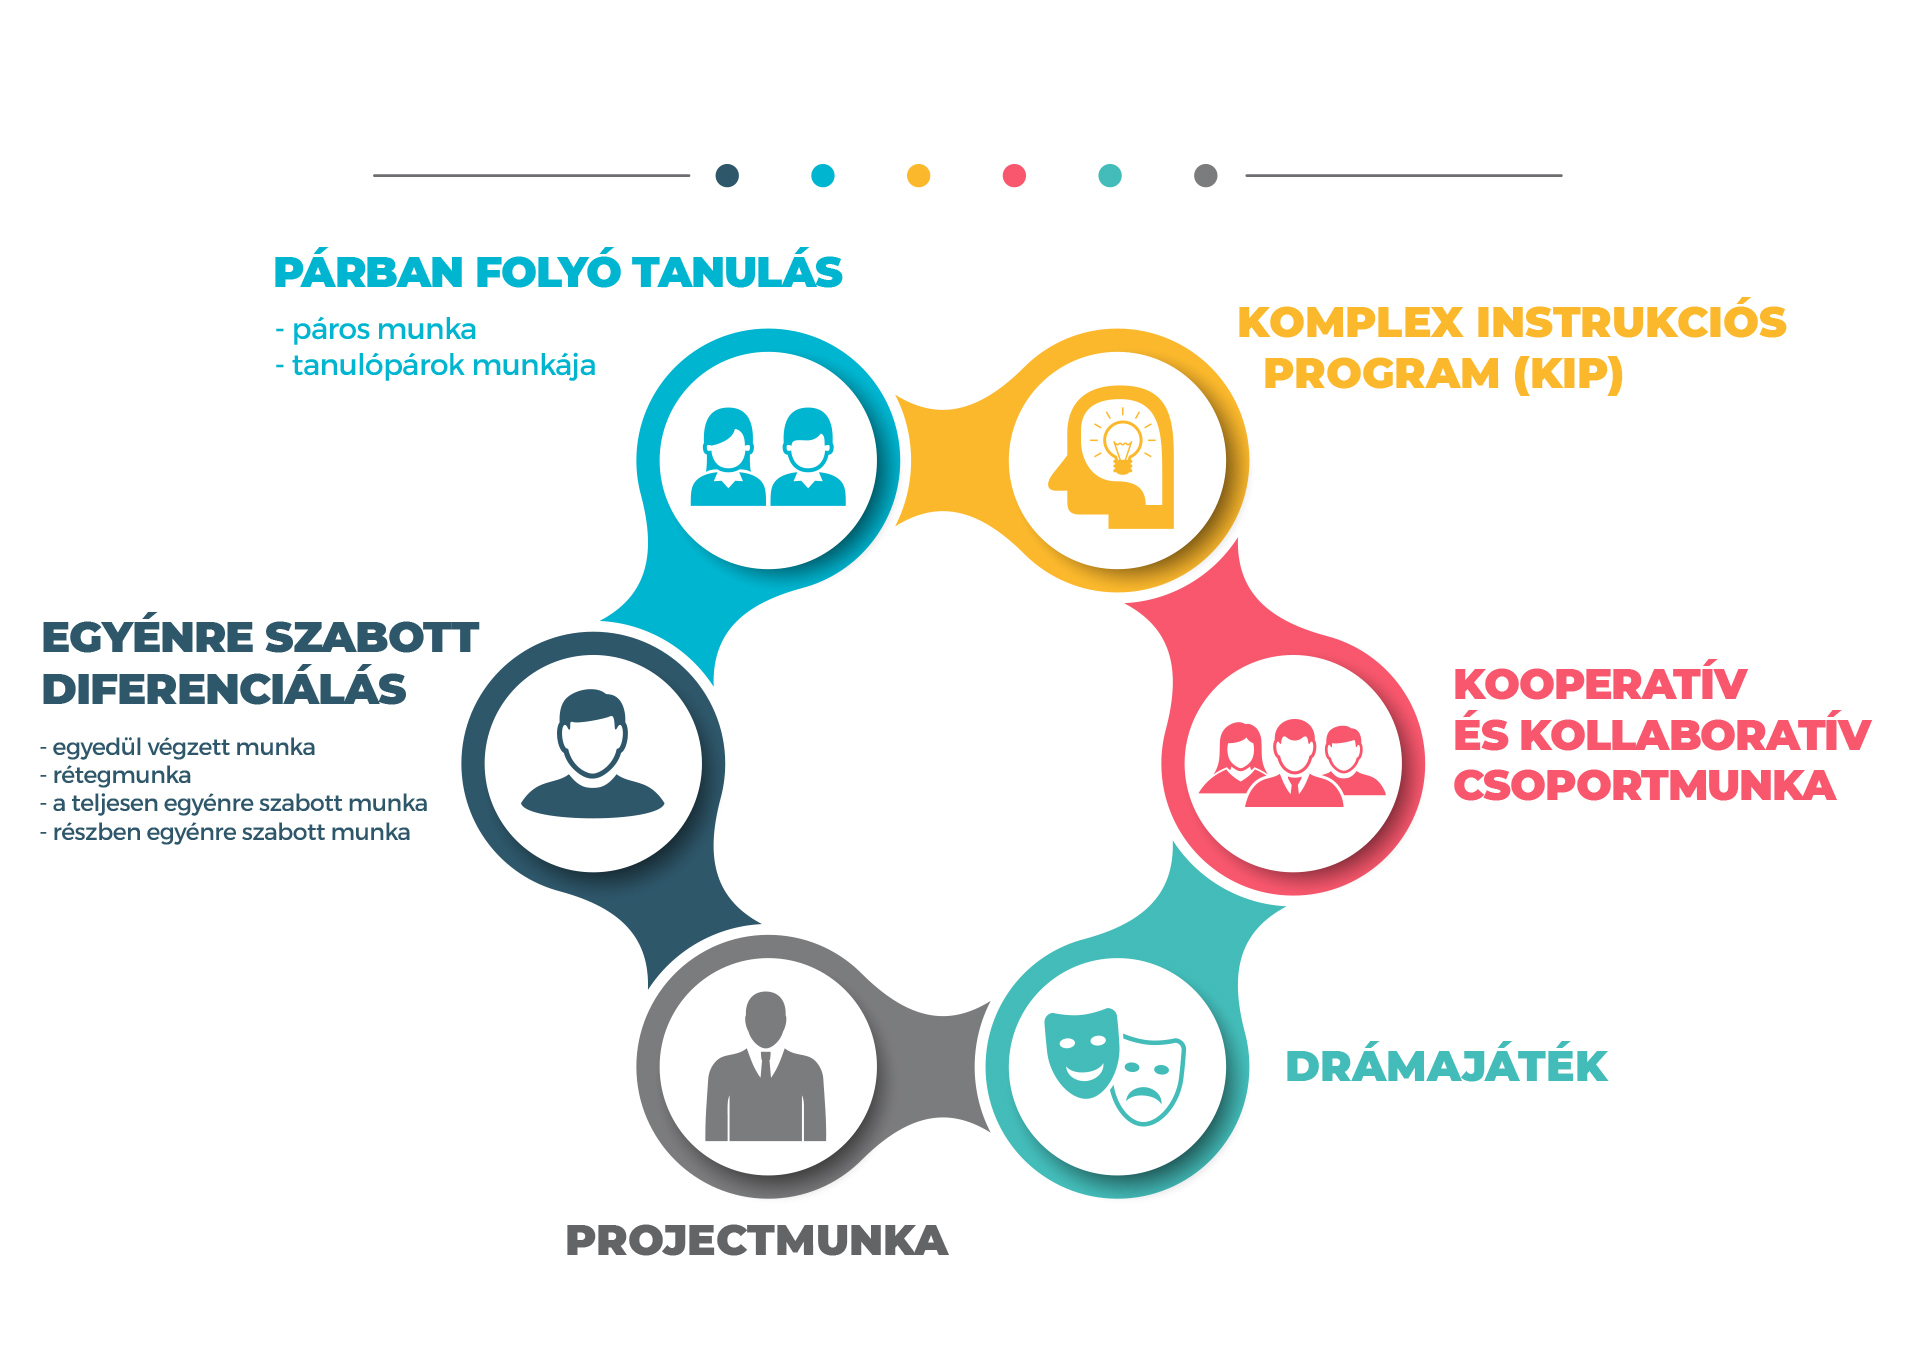 PÁRBAN FOLYÓ TANULÁS
- páros munka
- tanulópárok munkája
KOMPLEX INSTRUKCIÓS
PROGRAM (KIP)
EGYÉNRE SZABOTT
DIFERENCIÁLÁS
- egyedül végzett munka
- rétegmunka
- a teljesen egyénre szabott munka
- részben egyénre szabott munka
KOOPERATÍV
ÉS KOLLABORATÍV
CSOPORTMUNKA
DRÁMAJÁTÉK
PROJECTMUNKA